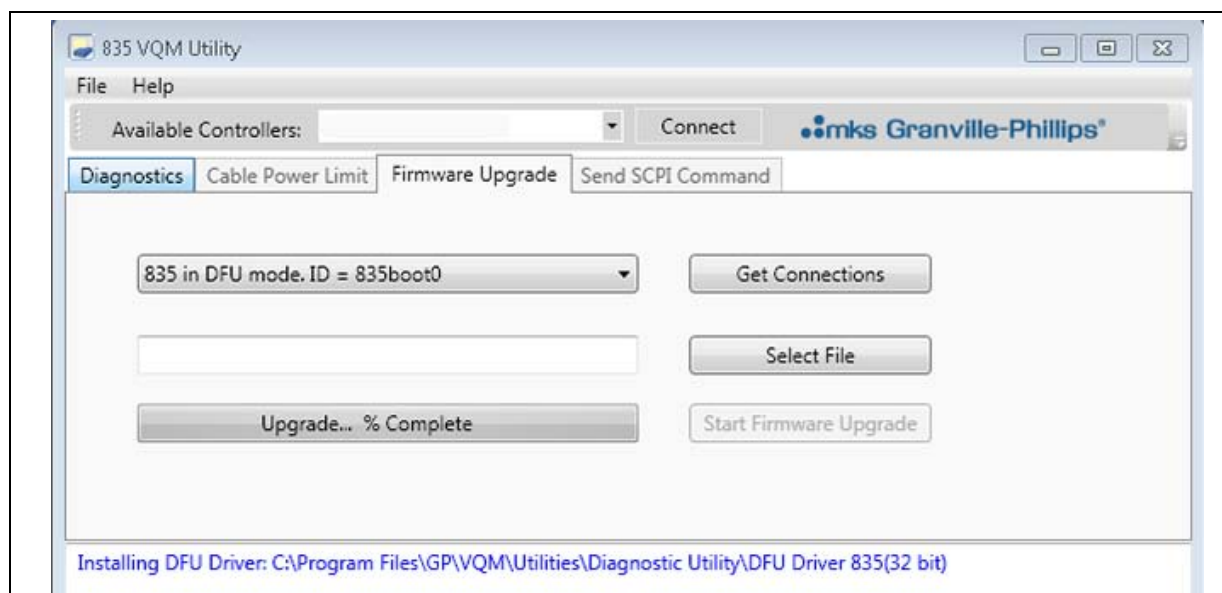 835 VQM Utility
File Help
Available Controllers: Connect mks Granville-Phillips®
Diagnostics Cable Power Limit Firmware Upgrade Send SCPI Command
835 in DFU mode. ID = 835boot0 Get Connections
Select File
Upgrade... % Complete Start Firmware Upgrade
Installing DFU Driver: C:\Program Files\GP\VQM\Utilities\Diagnostic Utility\DFU Driver 835(32 bit)